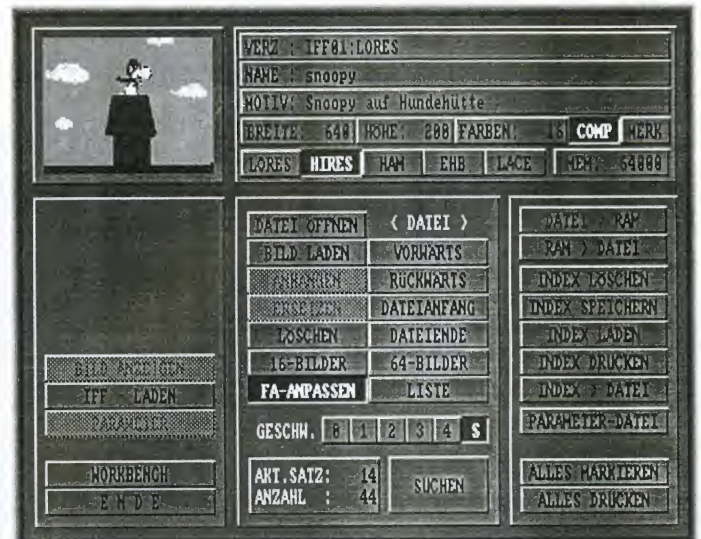 VERZ : IFF01:LORES
NAME : snoopy
MOTIV: Snoopy auf Hundehütte
BREITE: 640 HÖHE: 200 FARBEN: 16 COMP MERK
LORES HIRES HAM EHB LACE MEM: 64000
DATEI ÖFFNEN < DATEI >
BILD LADEN VORWÄRTS
ANHÄNGEN RÜCKWÄRTS
ERSETZEN DATEIANFANG
LÖSCHEN DATEIENDE
16-BILDER 64-BILDER
FA-ANPASSEN LISTE
GESCHW. 0 1 2 3 4 S
AKT.SATZ: 14
ANZAHL : 44
SUCHEN
BILD ANZEIGEN
IFF - LADEN
PARAMETER
WORKBENCH
E N D E
DATEI > RAM
RAM > DATEI
INDEX LÖSCHEN
INDEX SPEICHERN
INDEX LADEN
INDEX DRUCKEN
INDEX > DATEI
PARAMETER-DATEI
ALLES MARKIEREN
ALLES DRUCKEN